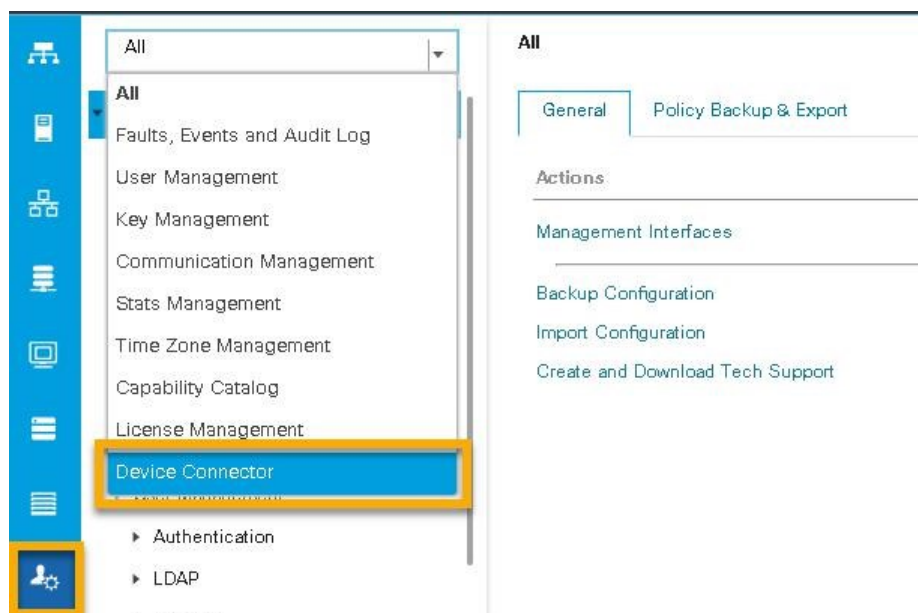 All
All
Faults, Events and Audit Log
User Management
Key Management
Communication Management
Stats Management
Time Zone Management
Capability Catalog
License Management
Device Connector
Authentication
LDAP
All
General
Policy Backup & Export
Actions
Management Interfaces
Backup Configuration
Import Configuration
Create and Download Tech Support